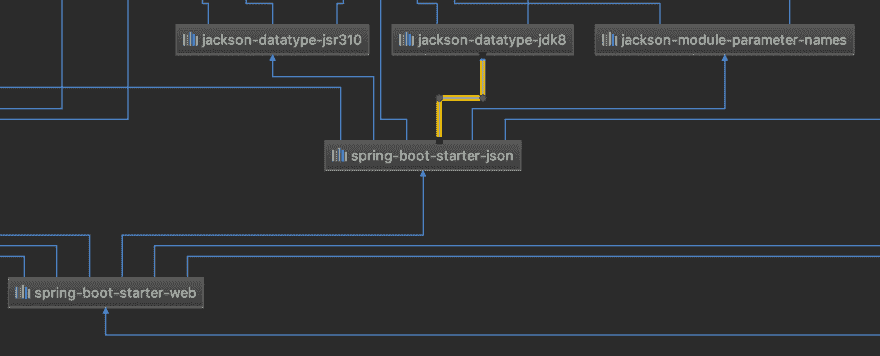 jackson-datatype-jsr310
jackson-datatype-jdk8
jackson-module-parameter-names
spring-boot-starter-json
spring-boot-starter-web